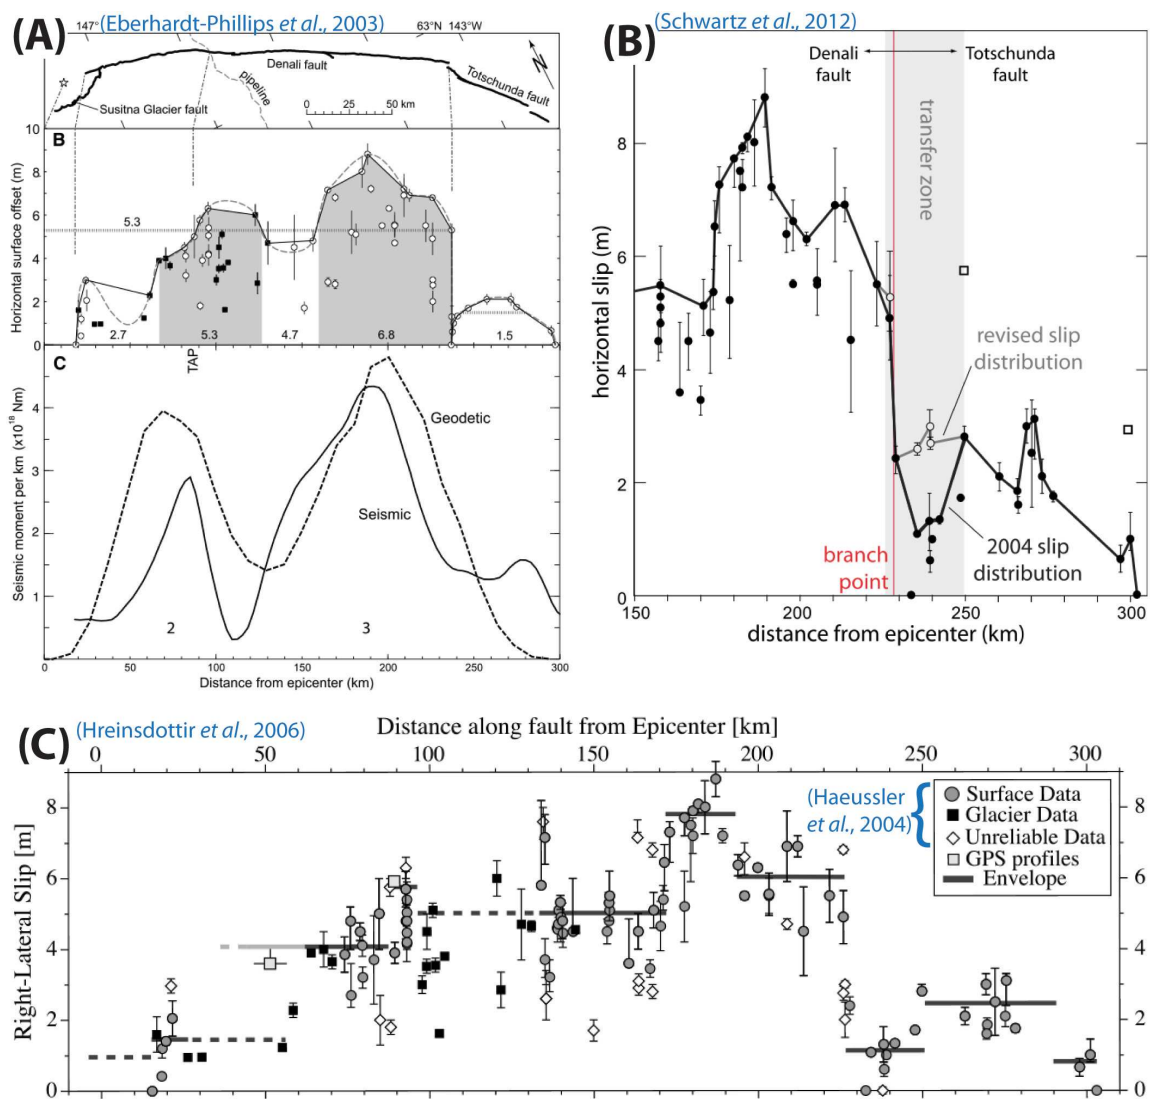 (A) (Eberhardt-Phillips et al., 2003)
147° 63°N 143°W
Denali fault
Totschunda fault
pipeline
N
0 25 50 km
Susitna Glacier fault
B
Horizontal surface offset (m)
10
8
6
4
2
0
5.3
2.7 5.3 4.7 6.8 1.5
TAP
C
Seismic moment per km (x10¹⁸ Nm)
4
3
2
1
Geodetic
Seismic
2 3
0 50 100 150 200 250 300
Distance from epicenter (km)
(B) (Schwartz et al., 2012)
Denali fault
Totschunda fault
transfer zone
horizontal slip (m)
8
6
4
2
0
revised slip distribution
2004 slip distribution
branch point
150 200 250 300
distance from epicenter (km)
(C) (Hreinsdottir et al., 2006)
Distance along fault from Epicenter [km]
0 50 100 150 200 250 300
Right-Lateral Slip [m]
8
6
4
2
0
(Haeussler et al., 2004) {
Surface Data
Glacier Data
Unreliable Data
GPS profiles
Envelope
8
6
4
2
0